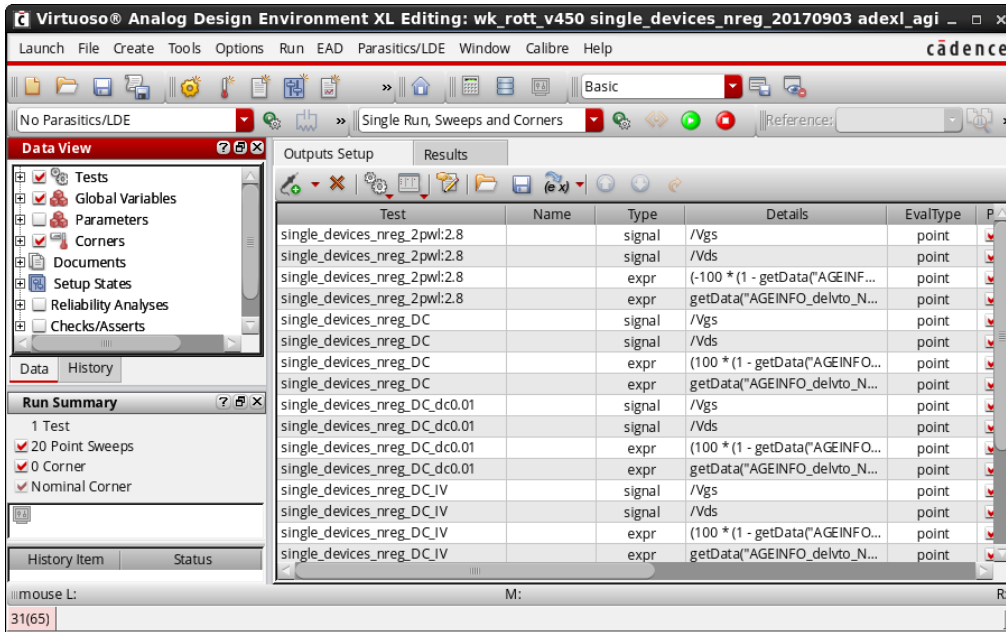 Virtuoso® Analog Design Environment XL Editing: wk_rott_v450 single_devices_nreg_20170903 adexl_agi
Launch File Create Tools Options Run EAD Parasitics/LDE Window Calibre Help cādence
» Basic
No Parasitics/LDE » Single Run, Sweeps and Corners Reference: »
Data View
Tests
Global Variables
Parameters
Corners
Documents
Setup States
Reliability Analyses
Checks/Asserts
Data History
Run Summary
1 Test
20 Point Sweeps
0 Corner
Nominal Corner
History Item Status
Outputs Setup Results
(e x)
Test Name Type Details EvalType P
single_devices_nreg_2pwl:2.8 signal /Vgs point
single_devices_nreg_2pwl:2.8 signal /Vds point
single_devices_nreg_2pwl:2.8 expr (-100 * (1 - getData("AGEINF... point
single_devices_nreg_2pwl:2.8 expr getData("AGEINFO_delvto_N... point
single_devices_nreg_DC signal /Vgs point
single_devices_nreg_DC signal /Vds point
single_devices_nreg_DC expr (100 * (1 - getData("AGEINFO... point
single_devices_nreg_DC expr getData("AGEINFO_delvto_N... point
single_devices_nreg_DC_dc0.01 signal /Vgs point
single_devices_nreg_DC_dc0.01 signal /Vds point
single_devices_nreg_DC_dc0.01 expr (100 * (1 - getData("AGEINFO... point
single_devices_nreg_DC_dc0.01 expr getData("AGEINFO_delvto_N... point
single_devices_nreg_DC_IV signal /Vgs point
single_devices_nreg_DC_IV signal /Vds point
single_devices_nreg_DC_IV expr (100 * (1 - getData("AGEINFO... point
single_devices_nreg_DC_IV expr getData("AGEINFO_delvto_N... point
mouse L: M: R
31(65)